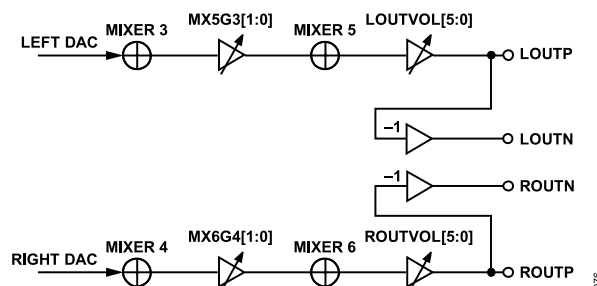 MIXER 3 MX5G3[1:0] MIXER 5 LOUTVOL[5:0]
LEFT DAC LOUTP
–1
LOUTN
–1
ROUTN
MIXER 4 MX6G4[1:0] MIXER 6 ROUTVOL[5:0]
RIGHT DAC ROUTP